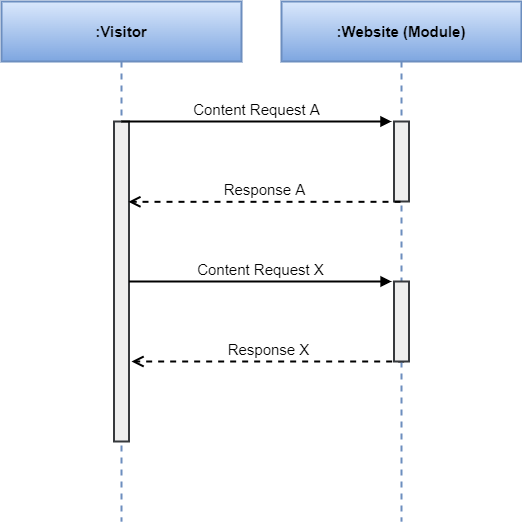 :Visitor
:Website (Module)
Content Request A
Response A
Content Request X
Response X